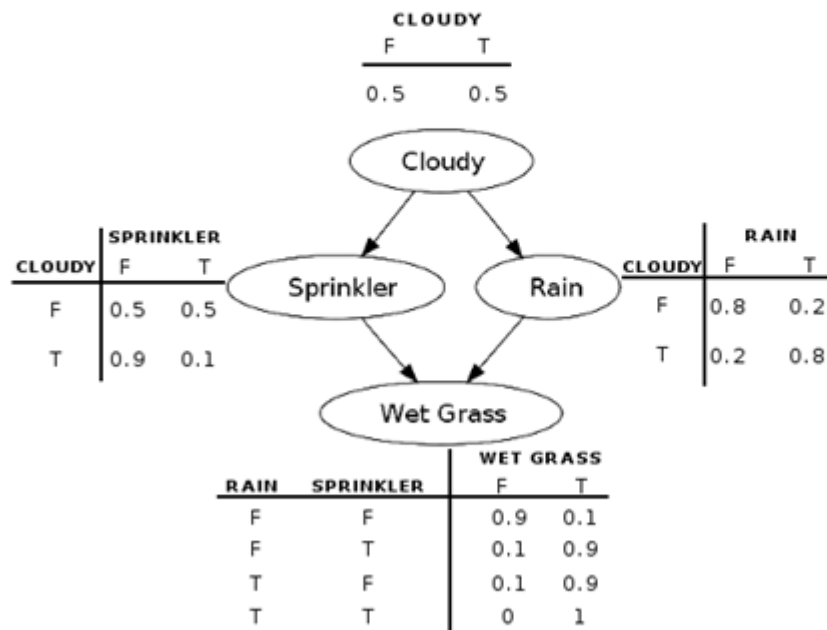 CLOUDY
F T
0.5 0.5
Cloudy
SPRINKLER
CLOUDY F T
F 0.5 0.5
T 0.9 0.1
Sprinkler
Rain
RAIN
CLOUDY F T
F 0.8 0.2
T 0.2 0.8
Wet Grass
WET GRASS
RAIN SPRINKLER F T
F F 0.9 0.1
F T 0.1 0.9
T F 0.1 0.9
T T 0 1